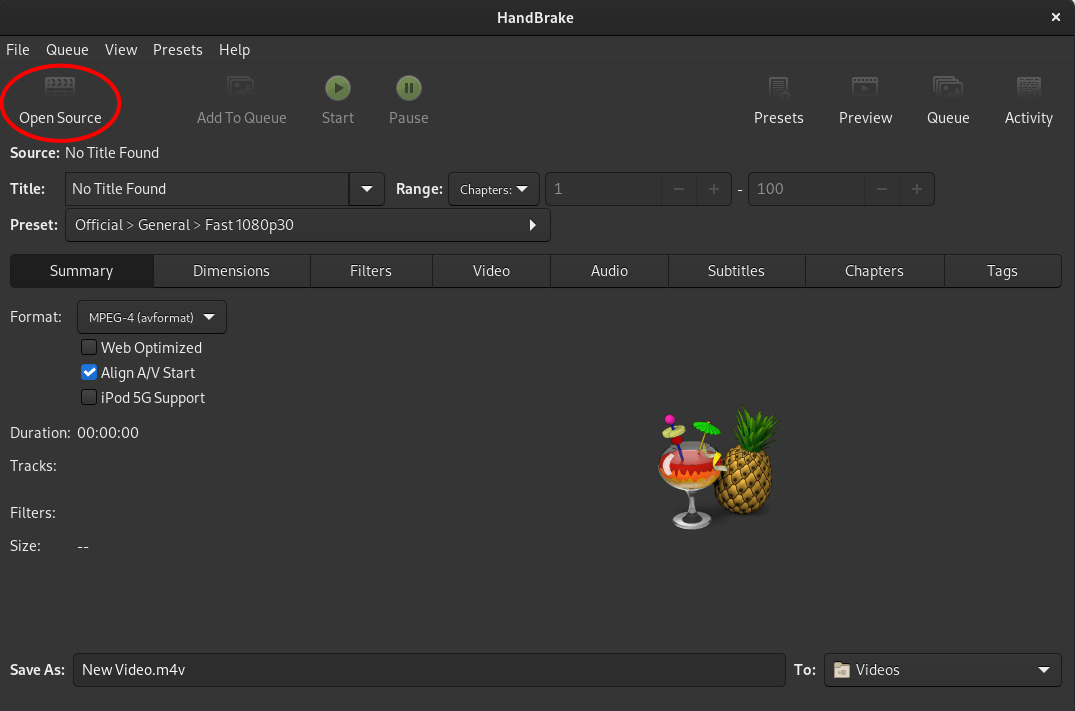 HandBrake
File Queue View Presets Help
Open Source Add To Queue Start Pause Presets Preview Queue Activity
Source: No Title Found
Title: No Title Found Range: Chapters: 1 - 100
Preset: Official > General > Fast 1080p30
Summary Dimensions Filters Video Audio Subtitles Chapters Tags
Format: MPEG-4 (avformat)
Web Optimized
Align A/V Start
iPod 5G Support
Duration: 00:00:00
Tracks:
Filters:
Size: --
Save As: New Video.m4v To: Videos